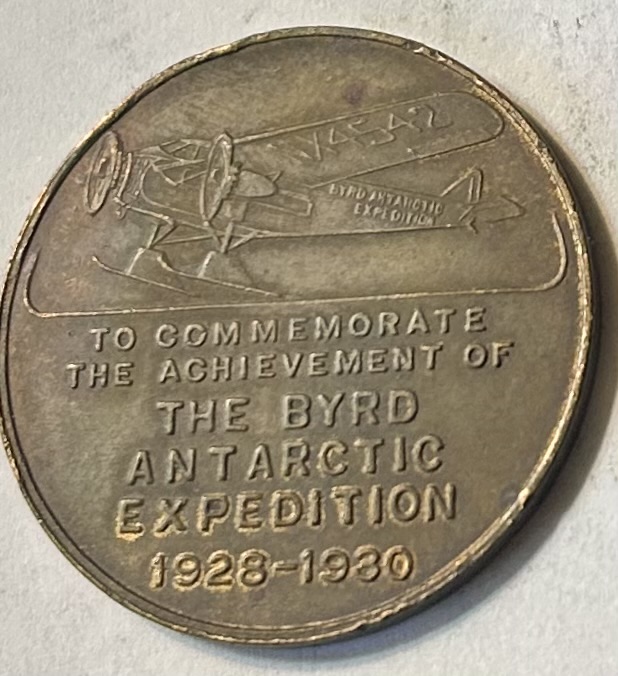 NX4542
BYRD ANTARCTIC
EXPEDITION
TO COMMEMORATE
THE ACHIEVEMENT OF
THE BYRD
ANTARCTIC
EXPEDITION
1928-1930